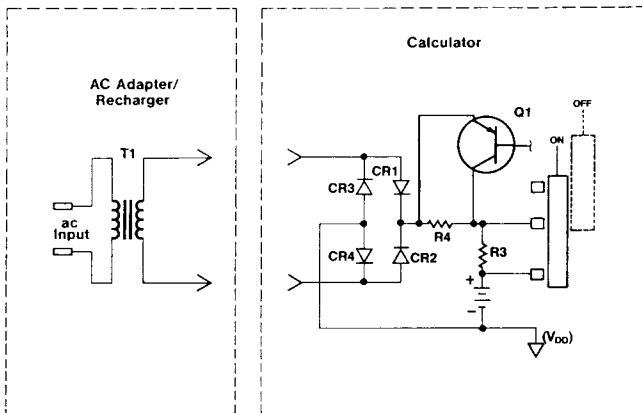 Calculator
AC Adapter/
Recharger
T1
ac
Input
CR1
CR3
CR4
CR2
R4
Q1
OFF
ON
R3
+
−
(VDD)